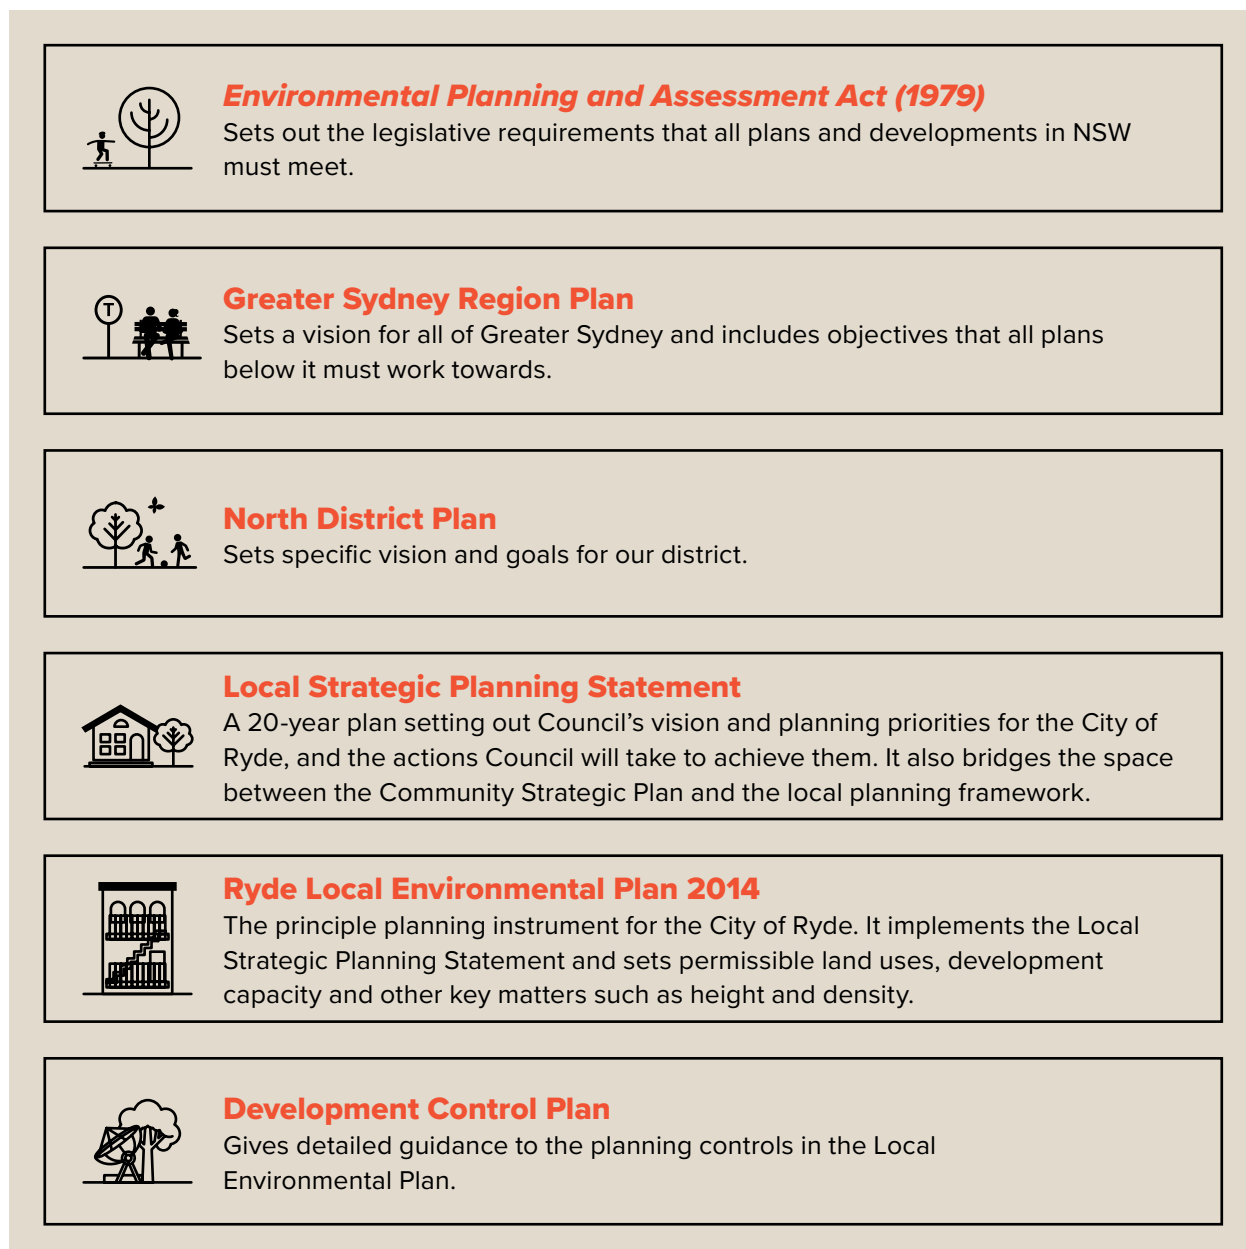 Environmental Planning and Assessment Act (1979)
Sets out the legislative requirements that all plans and developments in NSW
must meet.
T
Greater Sydney Region Plan
Sets a vision for all of Greater Sydney and includes objectives that all plans
below it must work towards.
North District Plan
Sets specific vision and goals for our district.
Local Strategic Planning Statement
A 20-year plan setting out Council’s vision and planning priorities for the City of
Ryde, and the actions Council will take to achieve them. It also bridges the space
between the Community Strategic Plan and the local planning framework.
Ryde Local Environmental Plan 2014
The principle planning instrument for the City of Ryde. It implements the Local
Strategic Planning Statement and sets permissible land uses, development
capacity and other key matters such as height and density.
Development Control Plan
Gives detailed guidance to the planning controls in the Local
Environmental Plan.